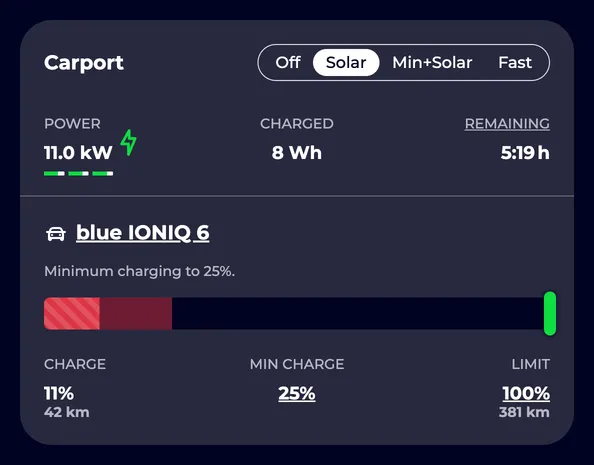 Carport
Off Solar Min+Solar Fast
POWER CHARGED REMAINING
11.0 kW 8 Wh 5:19 h
blue IONIQ 6
Minimum charging to 25%.
CHARGE MIN CHARGE LIMIT
11% 25% 100%
42 km 381 km